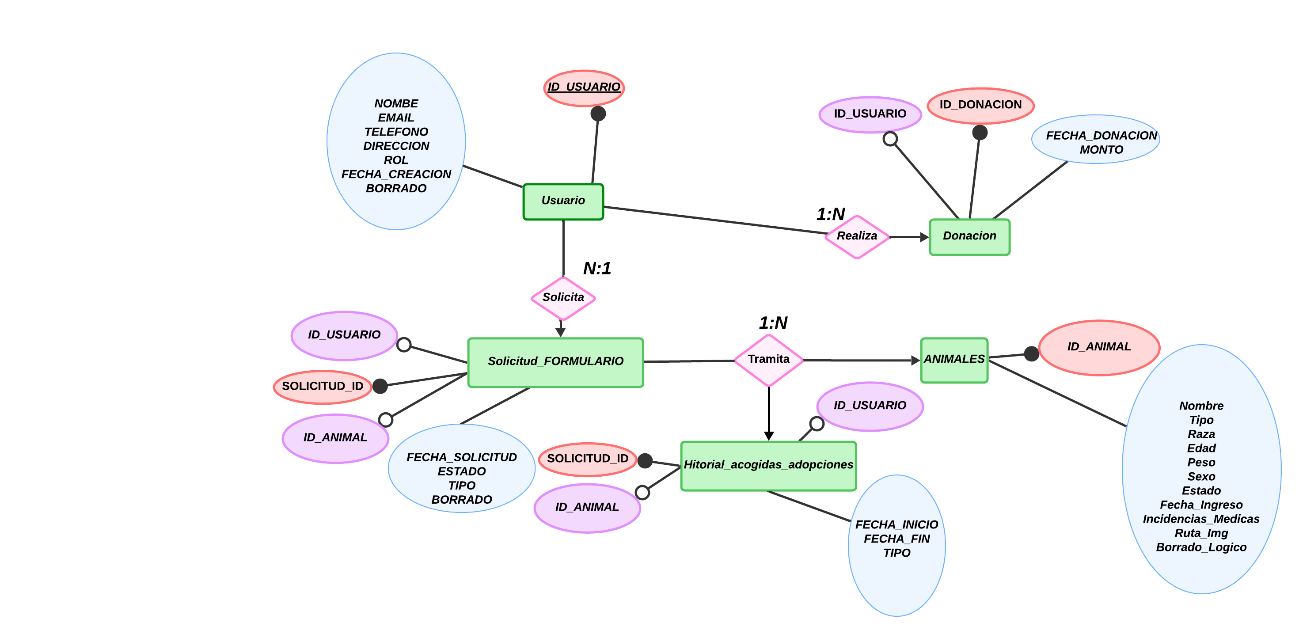 NOMBE
EMAIL
TELEFONO
DIRECCION
ROL
FECHA_CREACION
BORRADO
ID_USUARIO
Usuario
ID_USUARIO
ID_DONACION
FECHA_DONACION
MONTO
1:N
Realiza
Donacion
N:1
Solicita
ID_USUARIO
SOLICITUD_ID
ID_ANIMAL
Solicitud_FORMULARIO
FECHA_SOLICITUD
ESTADO
TIPO
BORRADO
1:N
Tramita
ANIMALES
ID_ANIMAL
Nombre
Tipo
Raza
Edad
Peso
Sexo
Estado
Fecha_Ingreso
Incidencias_Medicas
Ruta_Img
Borrado_Logico
ID_USUARIO
SOLICITUD_ID
ID_ANIMAL
Hitorial_acogidas_adopciones
FECHA_INICIO
FECHA_FIN
TIPO